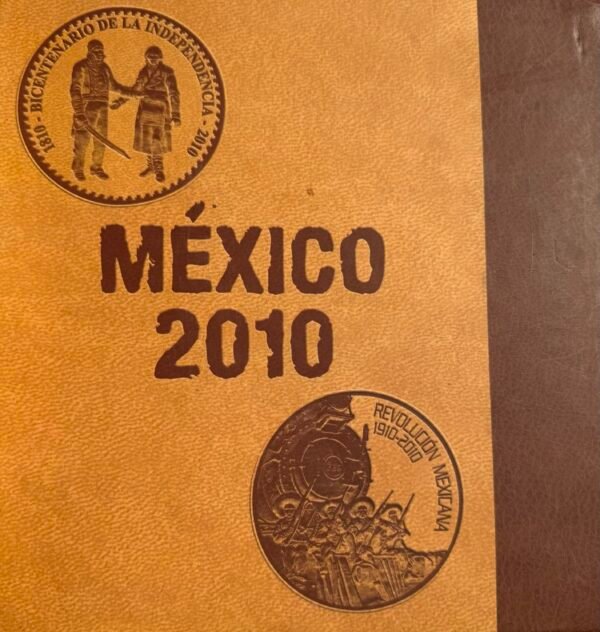 1810 - BICENTENARIO DE LA INDEPENDENCIA - 2010
MÉXICO
2010
REVOLUCIÓN MEXICANA
1910-2010